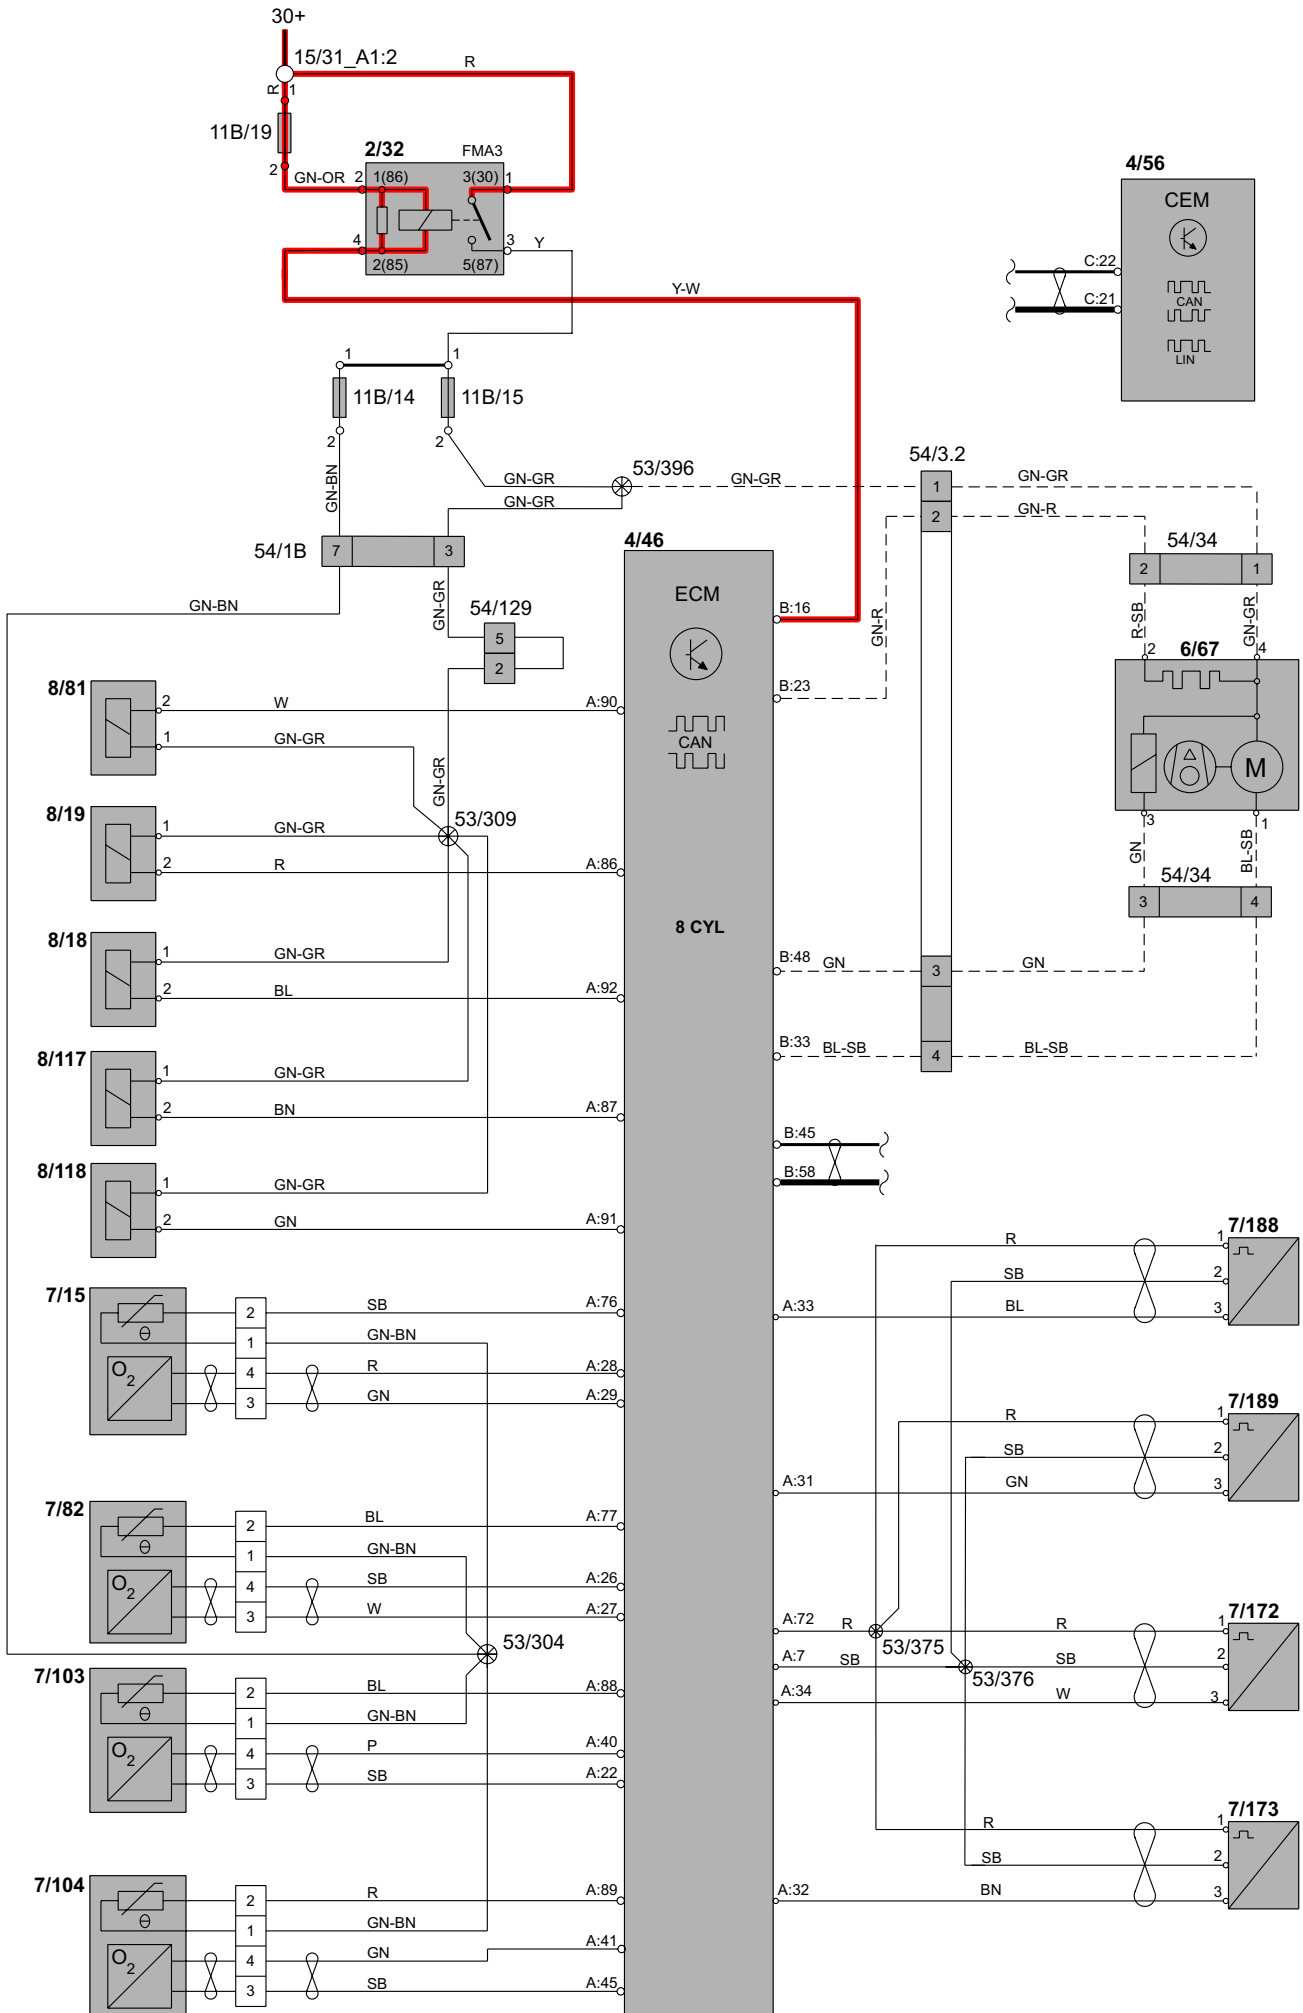 30+
15/31_A1:2
R
R
1
11B/19
2
GN-OR
2/32
FMA3
2
1(86)
3(30)
1
4
2(85)
5(87)
3
Y
Y-W
4/56
CEM
C:22
C:21
CAN
LIN
1
1
11B/14
11B/15
2
2
GN-BN
GN-GR
GN-GR
53/396
GN-GR
54/3.2
1
2
GN-GR
GN-R
54/1B
7
3
4/46
ECM
CAN
8 CYL
54/34
2
1
GN-BN
GN-GR
54/129
5
2
B:16
GN-R
B:23
R-SB
GN-GR
2
6/67
4
M
3
1
GN
BL-SB
54/34
3
4
8/81
2
W
A:90
1
GN-GR
GN-GR
53/309
8/19
1
GN-GR
2
R
A:86
8/18
1
GN-GR
2
BL
A:92
B:48
GN
3
GN
B:33
BL-SB
4
BL-SB
8/117
1
GN-GR
2
BN
A:87
B:45
B:58
8/118
1
GN-GR
2
GN
A:91
7/188
R
1
SB
2
A:33
BL
3
7/15
Θ
O2
2
SB
A:76
1
GN-BN
4
R
A:28
3
GN
A:29
7/189
R
1
SB
2
A:31
GN
3
7/82
Θ
O2
2
BL
A:77
1
GN-BN
4
SB
A:26
3
W
A:27
53/304
7/172
A:72
R
53/375
R
1
A:7
SB
53/376
SB
2
A:34
W
3
7/103
Θ
O2
2
BL
A:88
1
GN-BN
4
P
A:40
3
SB
A:22
7/173
R
1
SB
2
A:32
BN
3
7/104
Θ
O2
2
R
A:89
1
GN-BN
4
GN
A:41
3
SB
A:45